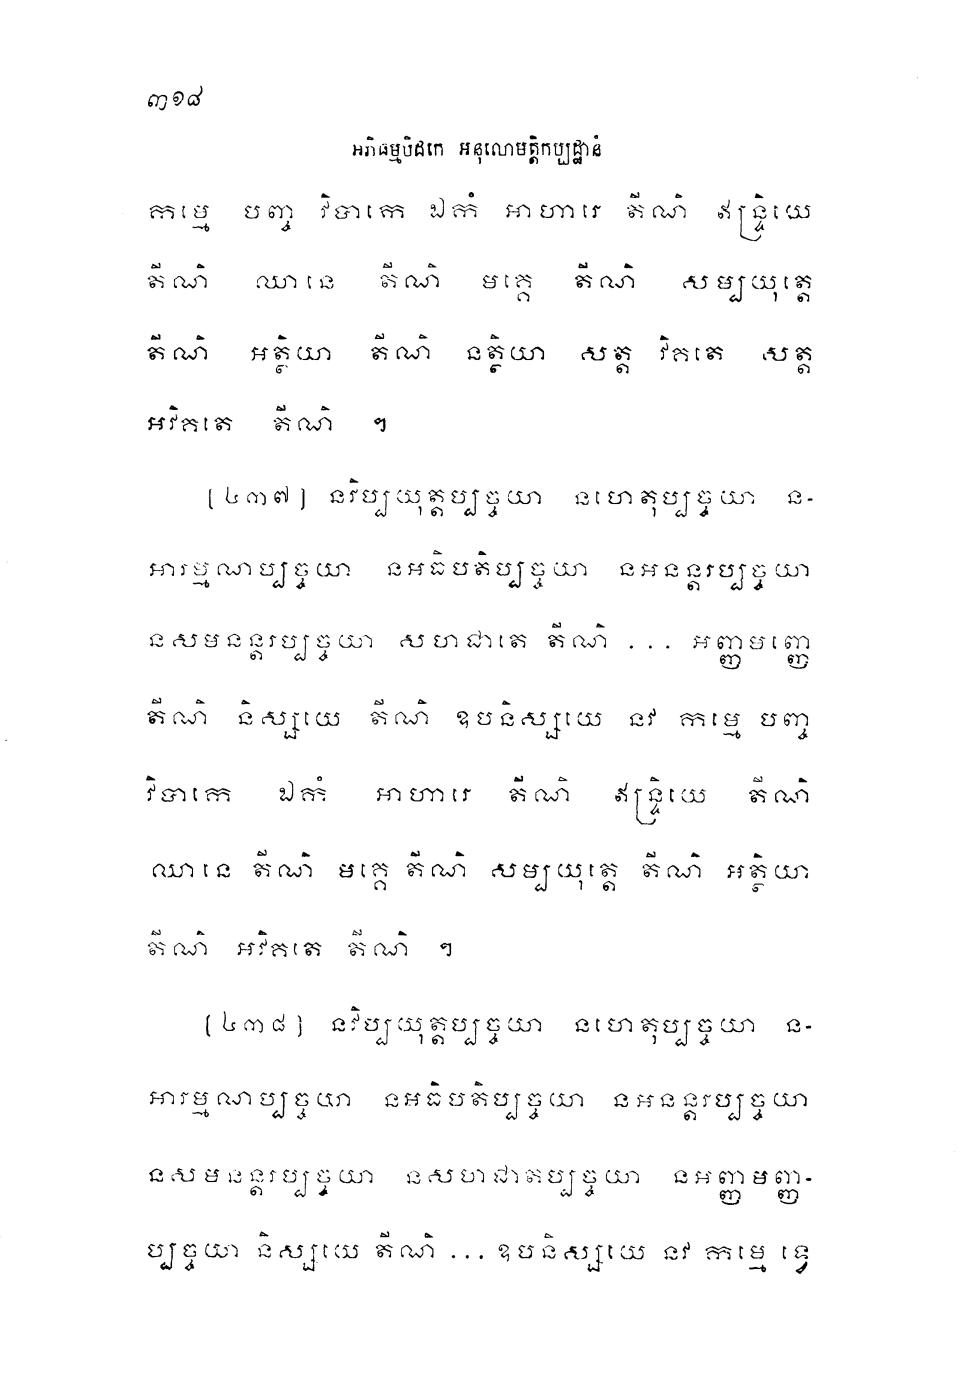 ៣១៨
អភិធម្មបិដកេ អនុលោមត្តិកប្បដ្ឋានំ
កម្មេ បញ្ច វិបាកេ ឯកំ អាហារេ តីណិ ឥន្ទ្រិយេ
តីណិ ឈានេ តីណិ មគ្គេ តីណិ សម្បយុត្តេ
តីណិ អត្ថិយា តីណិ នត្ថិយា សត្ត វិគតេ សត្ត
អវិគតេ តីណិ ។
[៤៣៧] នវិប្បយុត្តប្បច្ចយា នហេតុប្បច្ចយា ន-
អារម្មណប្បច្ចយា នអធិបតិប្បច្ចយា នអនន្តរប្បច្ចយា
នសមនន្តរប្បច្ចយា សហជាតេ តីណិ ... អញ្ញមញ្ញេ
តីណិ និស្សយេ តីណិ ឧបនិស្សយេ នវ កម្មេ បញ្ច
វិបាកេ ឯកំ អាហារេ តីណិ ឥន្ទ្រិយេ តីណិ
ឈានេ តីណិ មគ្គេ តីណិ សម្បយុត្តេ តីណិ អត្ថិយា
តីណិ អវិគតេ តីណិ ។
[៤៣៨] នវិប្បយុត្តប្បច្ចយា នហេតុប្បច្ចយា ន-
អារម្មណប្បច្ចយា នអធិបតិប្បច្ចយា នអនន្តរប្បច្ចយា
នសមនន្តរប្បច្ចយា នសហជាតប្បច្ចយា នអញ្ញមញ្ញ-
ប្បច្ចយា និស្សយេ តីណិ ... ឧបនិស្សយេ នវ កម្មេ ទ្វេ